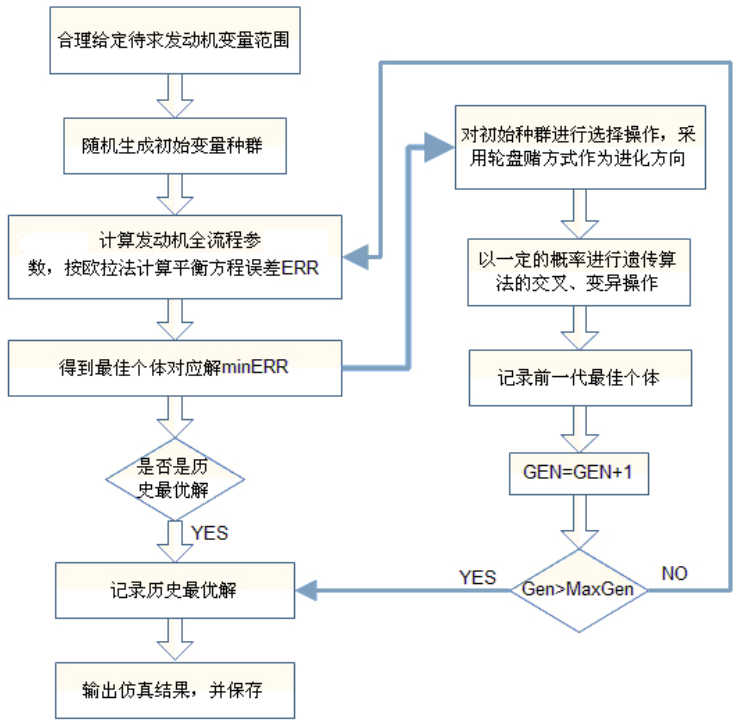 合理给定待求发动机变量范围
随机生成初始变量种群
计算发动机全流程参
数，按欧拉法计算平衡方程误差ERR
得到最佳个体对应解minERR
是否是历
史最优解
YES
记录历史最优解
输出仿真结果，并保存
对初始种群进行选择操作，采
用轮盘赌方式作为进化方向
以一定的概率进行遗传算
法的交叉、变异操作
记录前一代最佳个体
GEN=GEN+1
Gen>MaxGen
YES
NO